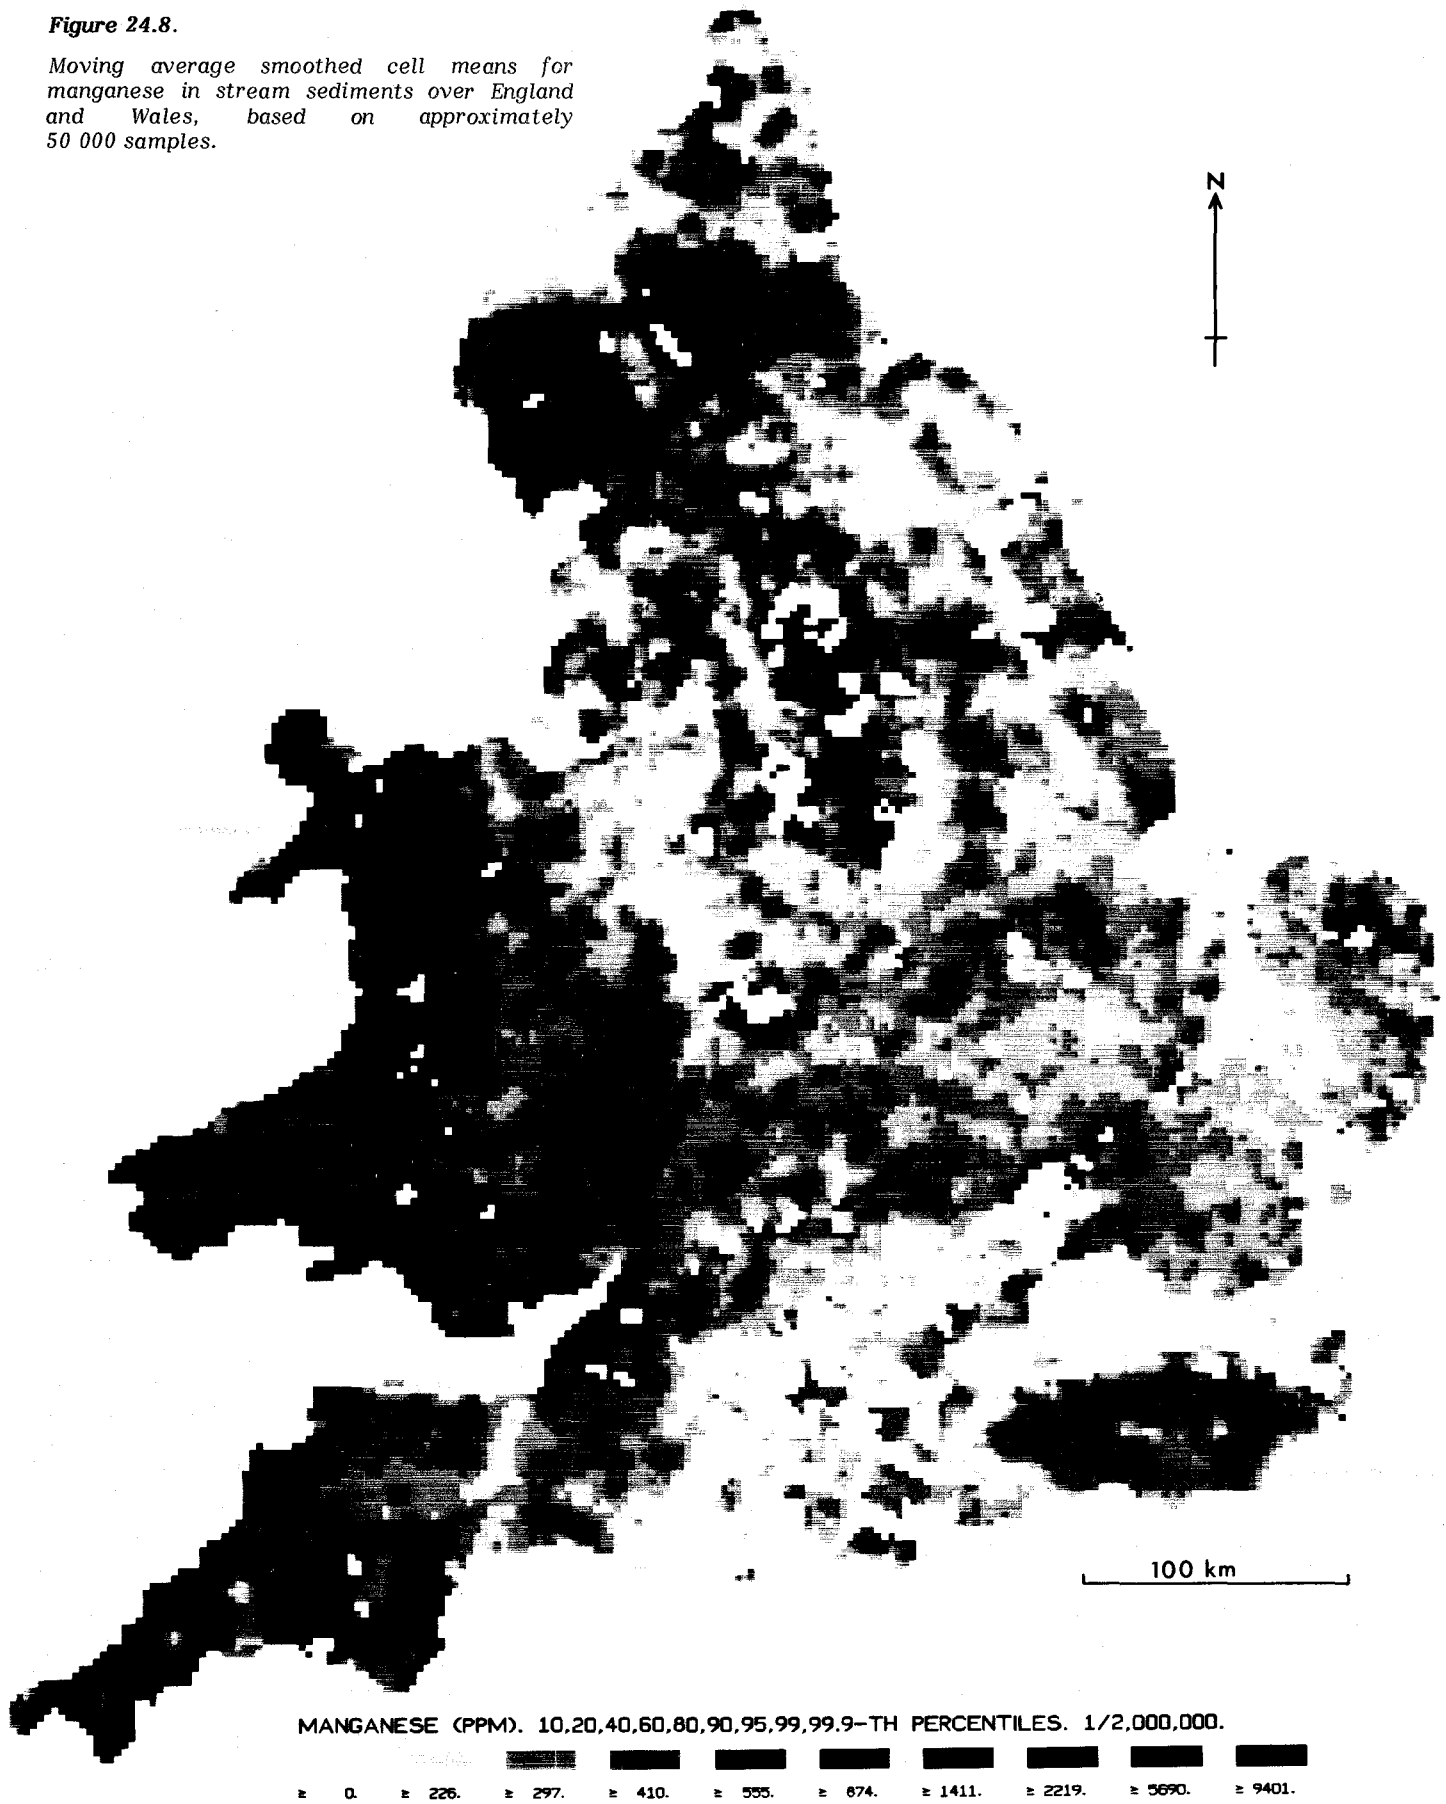 Figure 24.8.
Moving average smoothed cell means for
manganese in stream sediments over England
and Wales, based on approximately
50 000 samples.
N
100 km
MANGANESE (PPM). 10,20,40,60,80,90,95,99,99.9-TH PERCENTILES. 1/2,000,000.
≥ 0. ≥ 226. ≥ 297. ≥ 410. ≥ 555. ≥ 874. ≥ 1411. ≥ 2219. ≥ 5690. ≥ 9401.